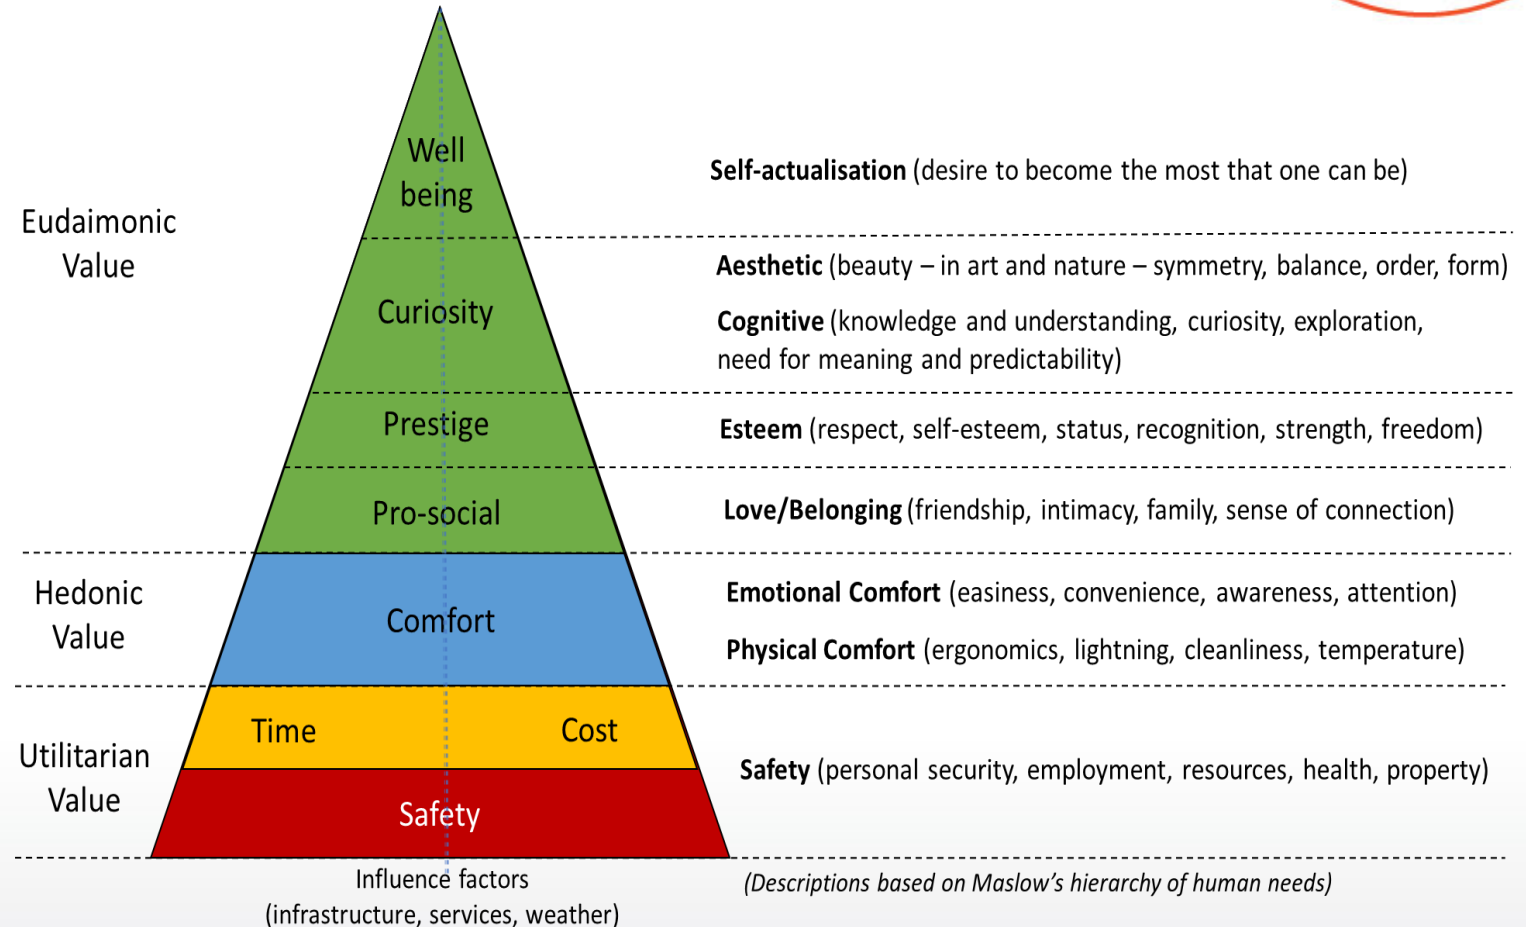 Well
being
Self-actualisation (desire to become the most that one can be)
Eudaimonic
Value
Aesthetic (beauty – in art and nature – symmetry, balance, order, form)
Curiosity
Cognitive (knowledge and understanding, curiosity, exploration,
need for meaning and predictability)
Prestige
Esteem (respect, self-esteem, status, recognition, strength, freedom)
Pro-social
Love/Belonging (friendship, intimacy, family, sense of connection)
Hedonic
Value
Comfort
Emotional Comfort (easiness, convenience, awareness, attention)
Physical Comfort (ergonomics, lightning, cleanliness, temperature)
Time
Cost
Utilitarian
Value
Safety
Safety (personal security, employment, resources, health, property)
Influence factors
(infrastructure, services, weather)
(Descriptions based on Maslow’s hierarchy of human needs)